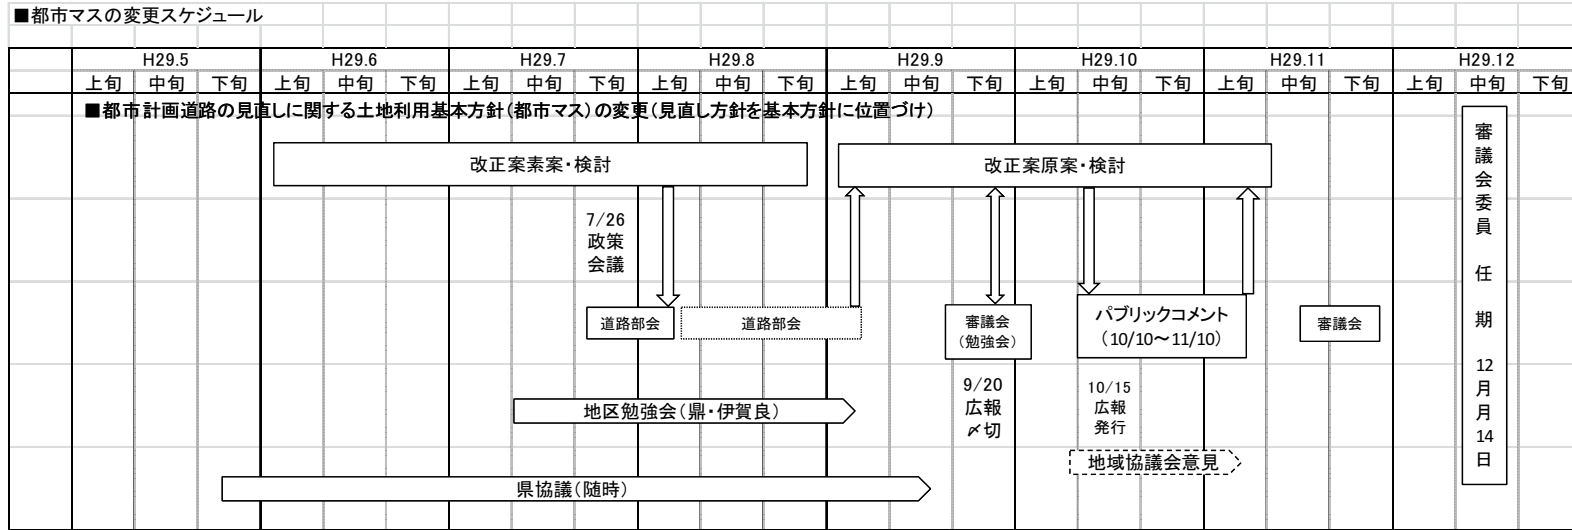 ■都市マスの変更スケジュール
H29.5 H29.6 H29.7 H29.8 H29.9 H29.10 H29.11 H29.12
上旬 中旬 下旬 上旬 中旬 下旬 上旬 中旬 下旬 上旬 中旬 下旬 上旬 中旬 下旬 上旬 中旬 下旬 上旬 中旬 下旬 上旬 中旬 下旬
■都市計画道路の見直しに関する土地利用基本方針(都市マス)の変更(見直し方針を基本方針に位置づけ)
改正案素案・検討
改正案原案・検討
7/26
政策
会議
道路部会
道路部会
審議会
(勉強会)
パブリックコメント
(10/10～11/10)
審議会
地区勉強会(鼎・伊賀良)
9/20
広報
〆切
10/15
広報
発行
地域協議会意見
県協議(随時)
審
議
会
委
員
任
期
12
月
月
14
日